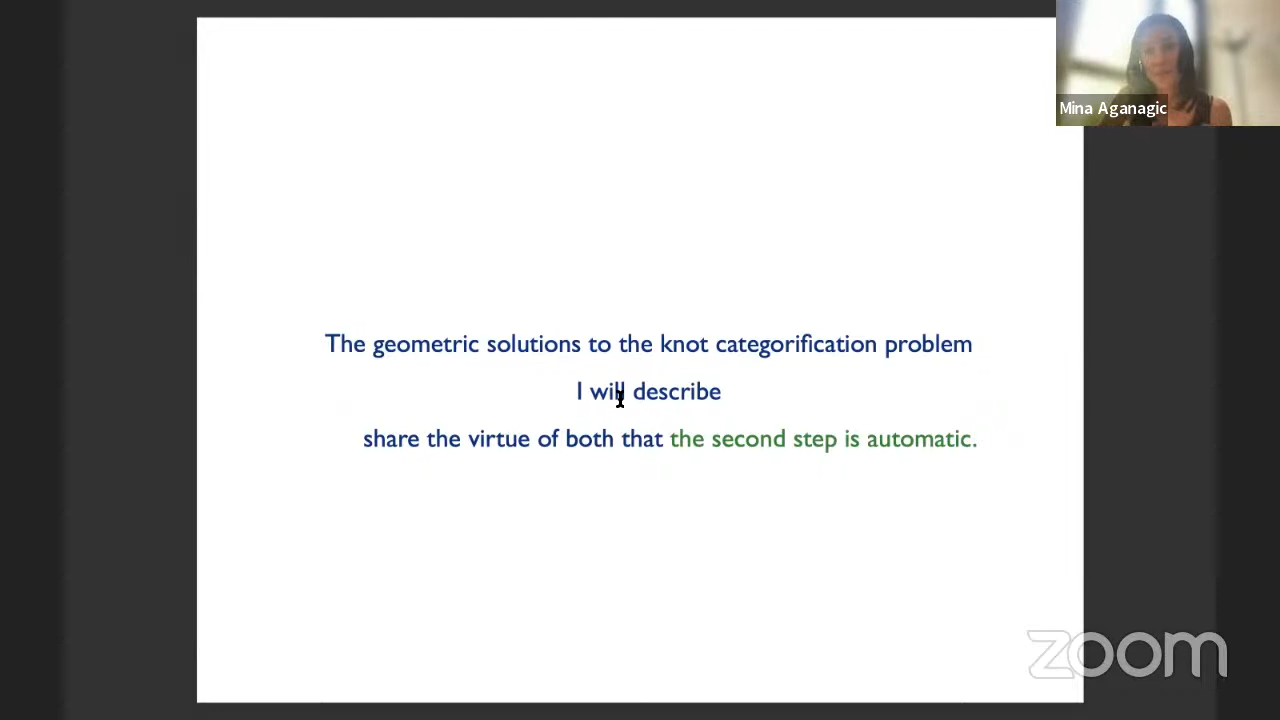 Mina Aganagic
The geometric solutions to the knot categorification problem
I will describe
share the virtue of both that the second step is automatic.
zoom